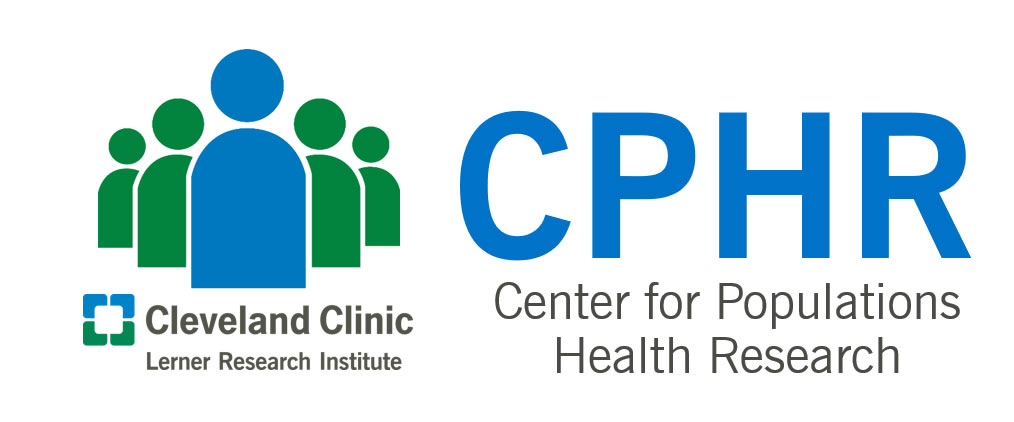 Cleveland Clinic
Lerner Research Institute
CPHR
Center for Populations
Health Research